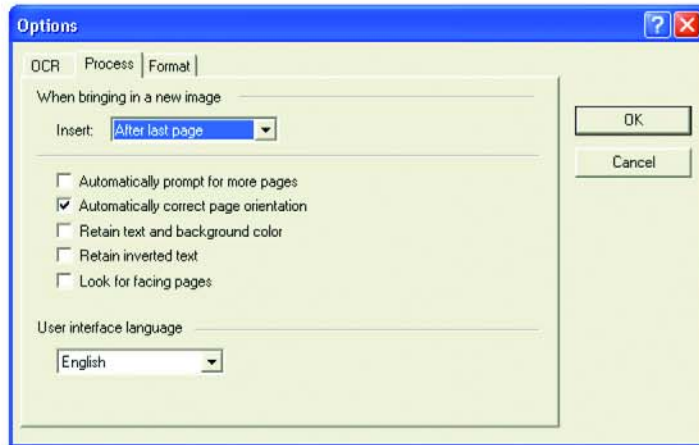 Options
OCR Process Format
When bringing in a new image
Insert: After last page
OK
Cancel
Automatically prompt for more pages
Automatically correct page orientation
Retain text and background color
Retain inverted text
Look for facing pages
User interface language
English